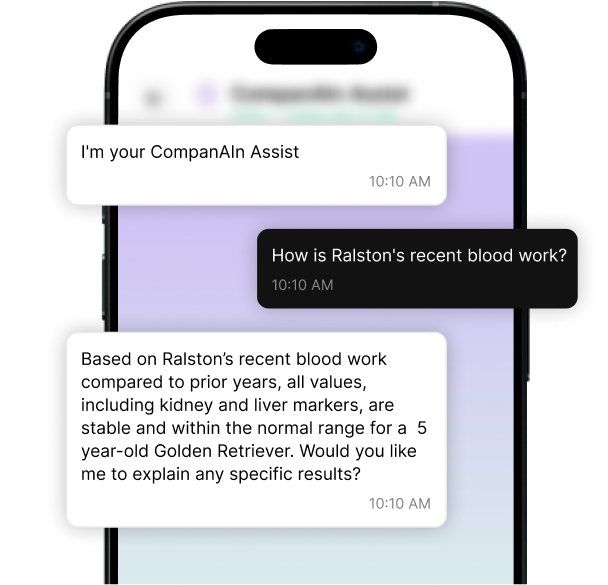 CompanAIn Assist
I'm your CompanAIn Assist
10:10 AM
How is Ralston's recent blood work?
10:10 AM
Based on Ralston’s recent blood work
compared to prior years, all values,
including kidney and liver markers, are
stable and within the normal range for a  5
year-old Golden Retriever. Would you like
me to explain any specific results?
10:10 AM